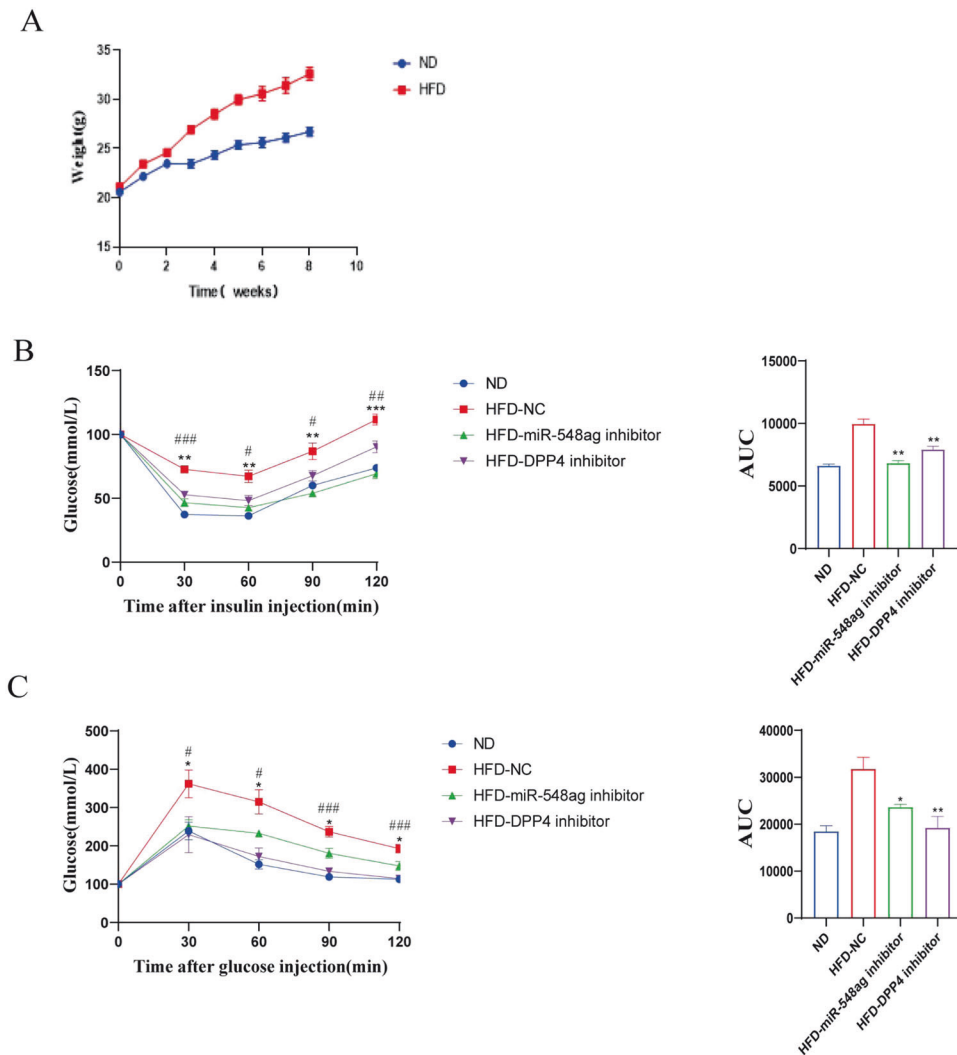 A
35
30
25
20
15
Weight(g)
0 2 4 6 8 10
Time( weeks)
ND
HFD
B
150
100
50
0
Glucose(mmol/L)
### # # ##
** ** ** ***
0 30 60 90 120
Time after insulin injection(min)
ND
HFD-NC
HFD-miR-548ag inhibitor
HFD-DPP4 inhibitor
15000
10000
5000
0
AUC
** **
ND
HFD-NC
HFD-miR-548ag inhibitor
HFD-DPP4 inhibitor
C
500
400
300
200
100
0
Glucose(mmol/L)
# # ### ###
* * * *
0 30 60 90 120
Time after glucose injection(min)
ND
HFD-NC
HFD-miR-548ag inhibitor
HFD-DPP4 inhibitor
40000
30000
20000
10000
0
AUC
* **
ND
HFD-NC
HFD-miR-548ag inhibitor
HFD-DPP4 inhibitor